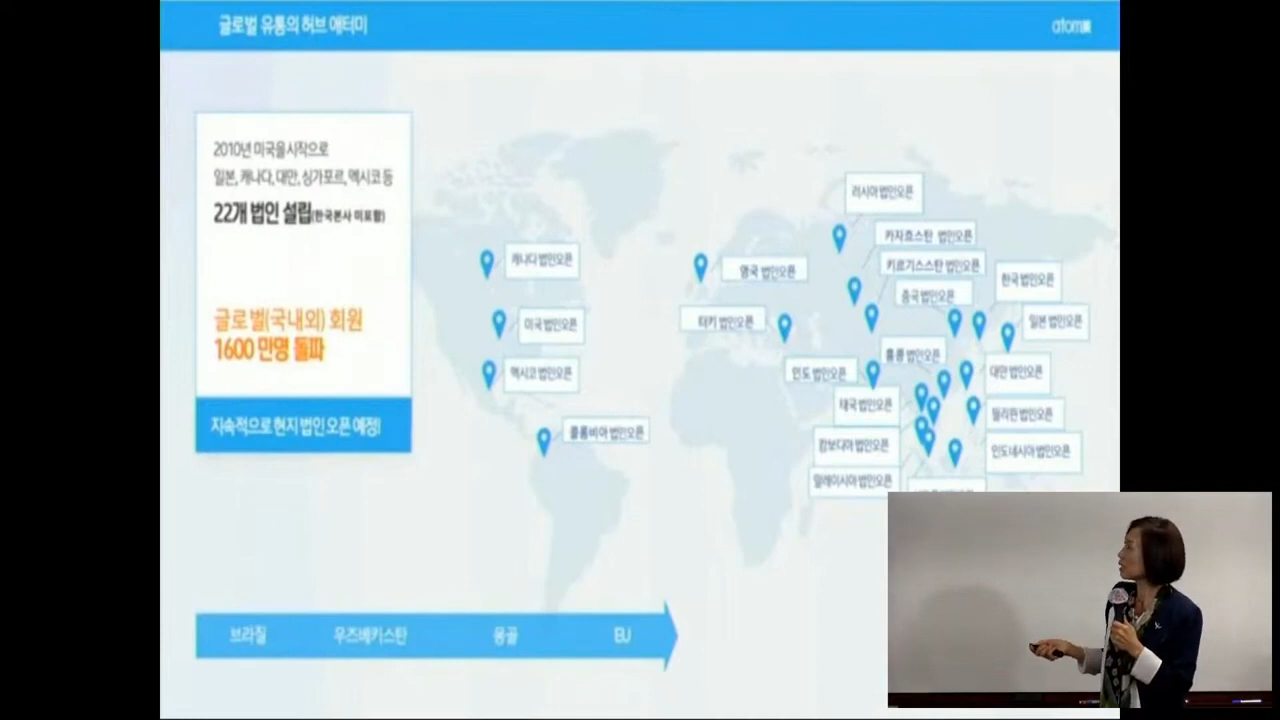 글로벌 유통의 허브 애터미
2010년 미국을 시작으로
일본, 캐나다, 대만, 싱가포르, 멕시코 등
22개 법인 설립(한국본사 미포함)
글로벌(국내외) 회원
1600 만명 돌파
지속적으로 현지 법인 오픈 예정!
캐나다 법인오픈
미국 법인오픈
멕시코 법인오픈
콜롬비아 법인오픈
영국 법인오픈
터키 법인오픈
러시아 법인오픈
카자흐스탄 법인오픈
키르기스스탄 법인오픈
중국 법인오픈
한국 법인오픈
일본 법인오픈
홍콩 법인오픈
인도 법인오픈
대만 법인오픈
태국 법인오픈
필리핀 법인오픈
캄보디아 법인오픈
인도네시아 법인오픈
말레이시아 법인오픈
브라질
우즈베키스탄
몽골
EU